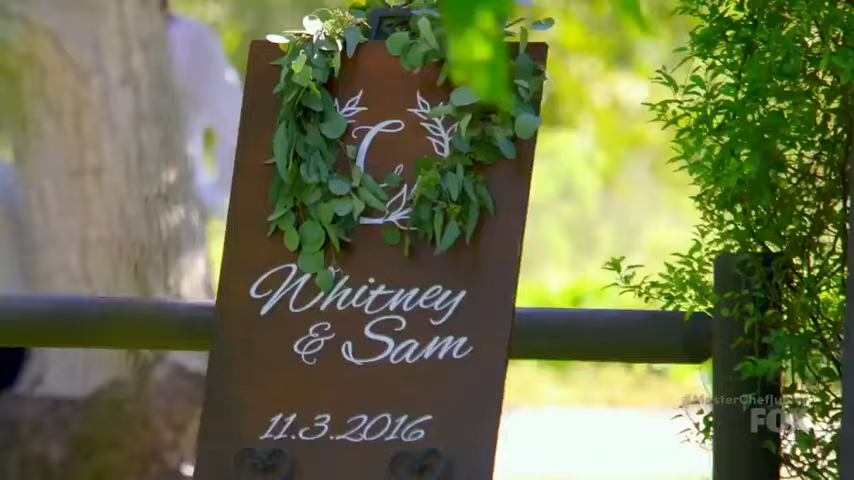 C
Whitney
& Sam
11.3.2016
#MasterChefJunior
FOX